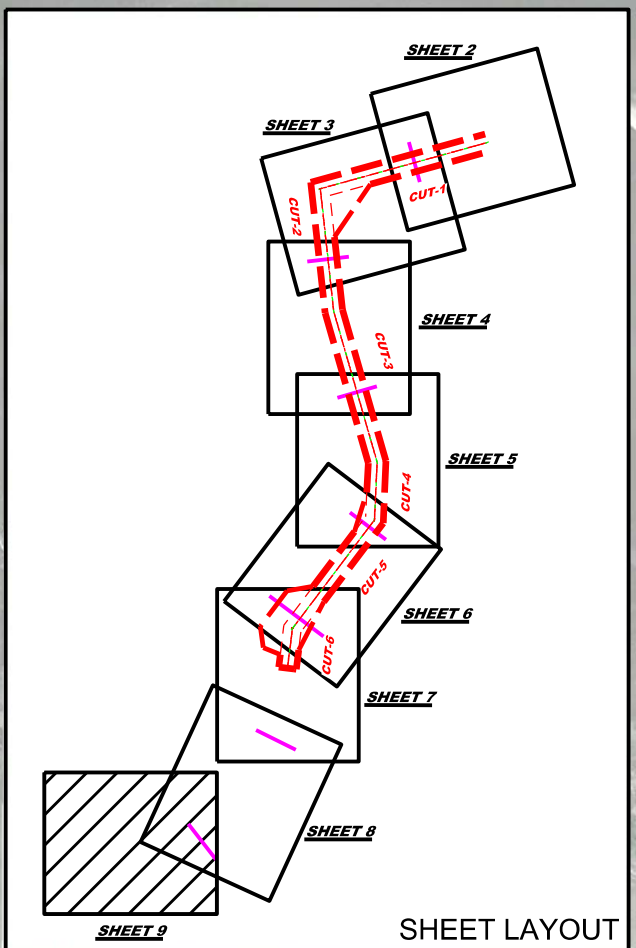 SHEET 2
SHEET 3
CUT-1
CUT-2
SHEET 4
CUT-3
SHEET 5
CUT-4
CUT-5
SHEET 6
CUT-6
SHEET 7
SHEET 8
SHEET 9
SHEET LAYOUT